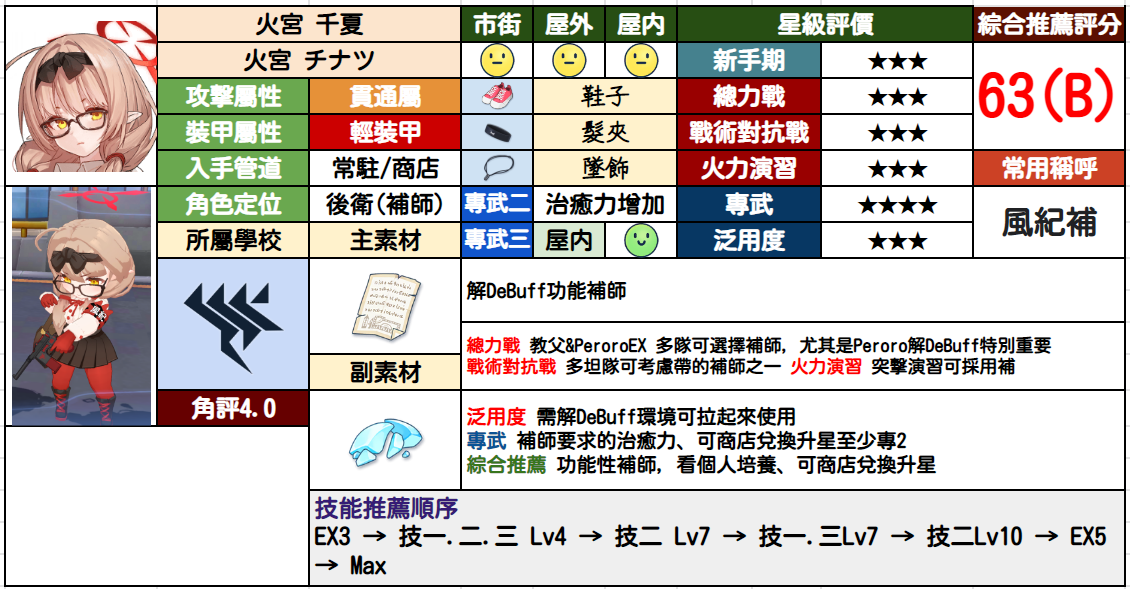 火宮 千夏
市街
屋外
屋内
星級評價
綜合推薦評分
火宮 チナツ
新手期
★★★
63(B)
攻擊屬性
貫通屬
鞋子
總力戰
★★★
裝甲屬性
輕裝甲
髮夾
戰術對抗戰
★★★
入手管道
常駐/商店
墜飾
火力演習
★★★
常用稱呼
角色定位
後衛(補師)
專武二
治癒力增加
專武
★★★★
風紀補
所屬學校
主素材
專武三
屋内
泛用度
★★★
解DeBuff功能補師
總力戰 教父&PeroroEX 多隊可選擇補師, 尤其是Peroro解DeBuff特別重要
戰術對抗戰 多坦隊可考慮帶的補師之一 火力演習 突擊演習可採用補
副素材
角評4.0
泛用度 需解DeBuff環境可拉起來使用
專武 補師要求的治癒力、可商店兌換升星至少專2
綜合推薦 功能性補師, 看個人培養、可商店兌換升星
技能推薦順序
EX3 → 技一.二.三 Lv4 → 技二 Lv7 → 技一.三Lv7 → 技二Lv10 → EX5
→ Max